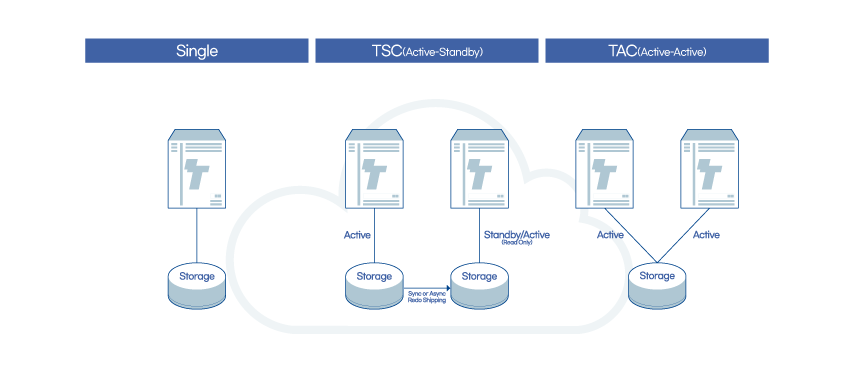 Single
TSC(Active-Standby)
TAC(Active-Active)
Active
Standby/Active
(Read Only)
Active
Active
Storage
Storage
Storage
Storage
Sync or Async
Redo Shipping